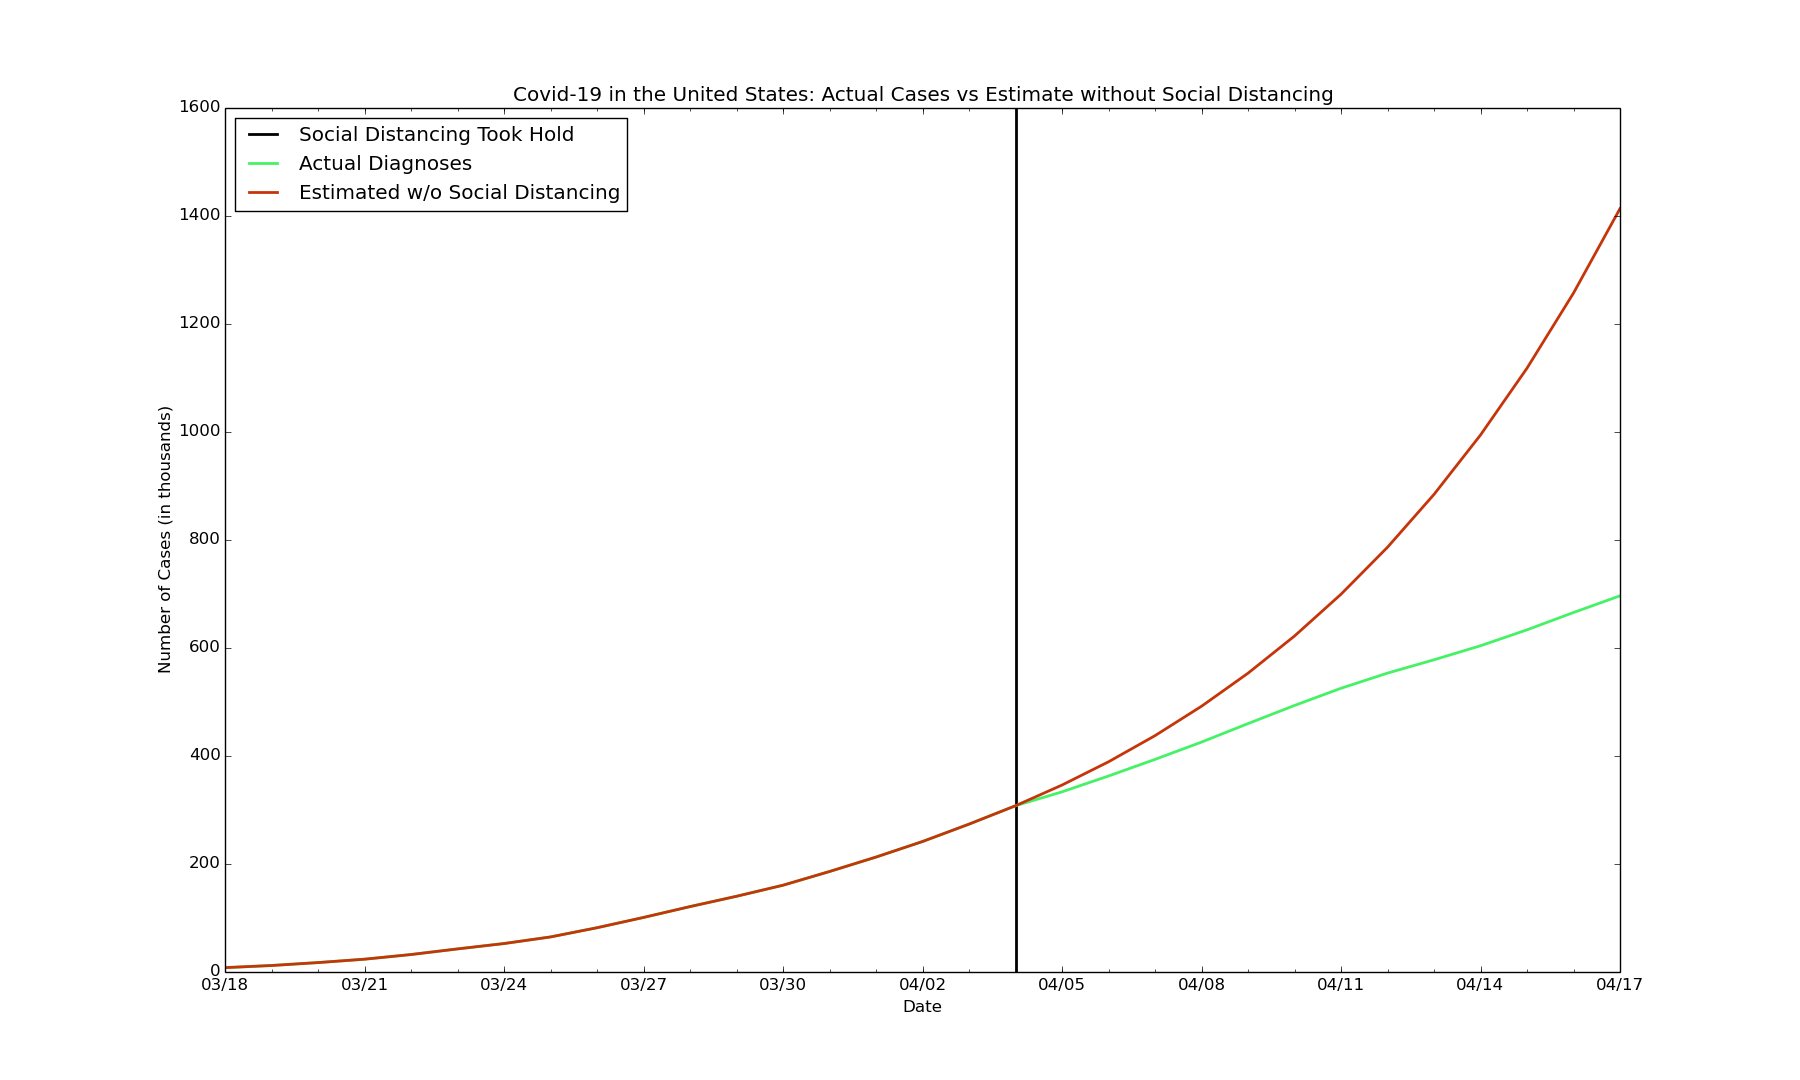 Covid-19 in the United States: Actual Cases vs Estimate without Social Distancing
Social Distancing Took Hold
Actual Diagnoses
Estimated w/o Social Distancing
1600
1400
1200
1000
800
600
400
200
0
Number of Cases (in thousands)
03/18 03/21 03/24 03/27 03/30 04/02 04/05 04/08 04/11 04/14 04/17
Date